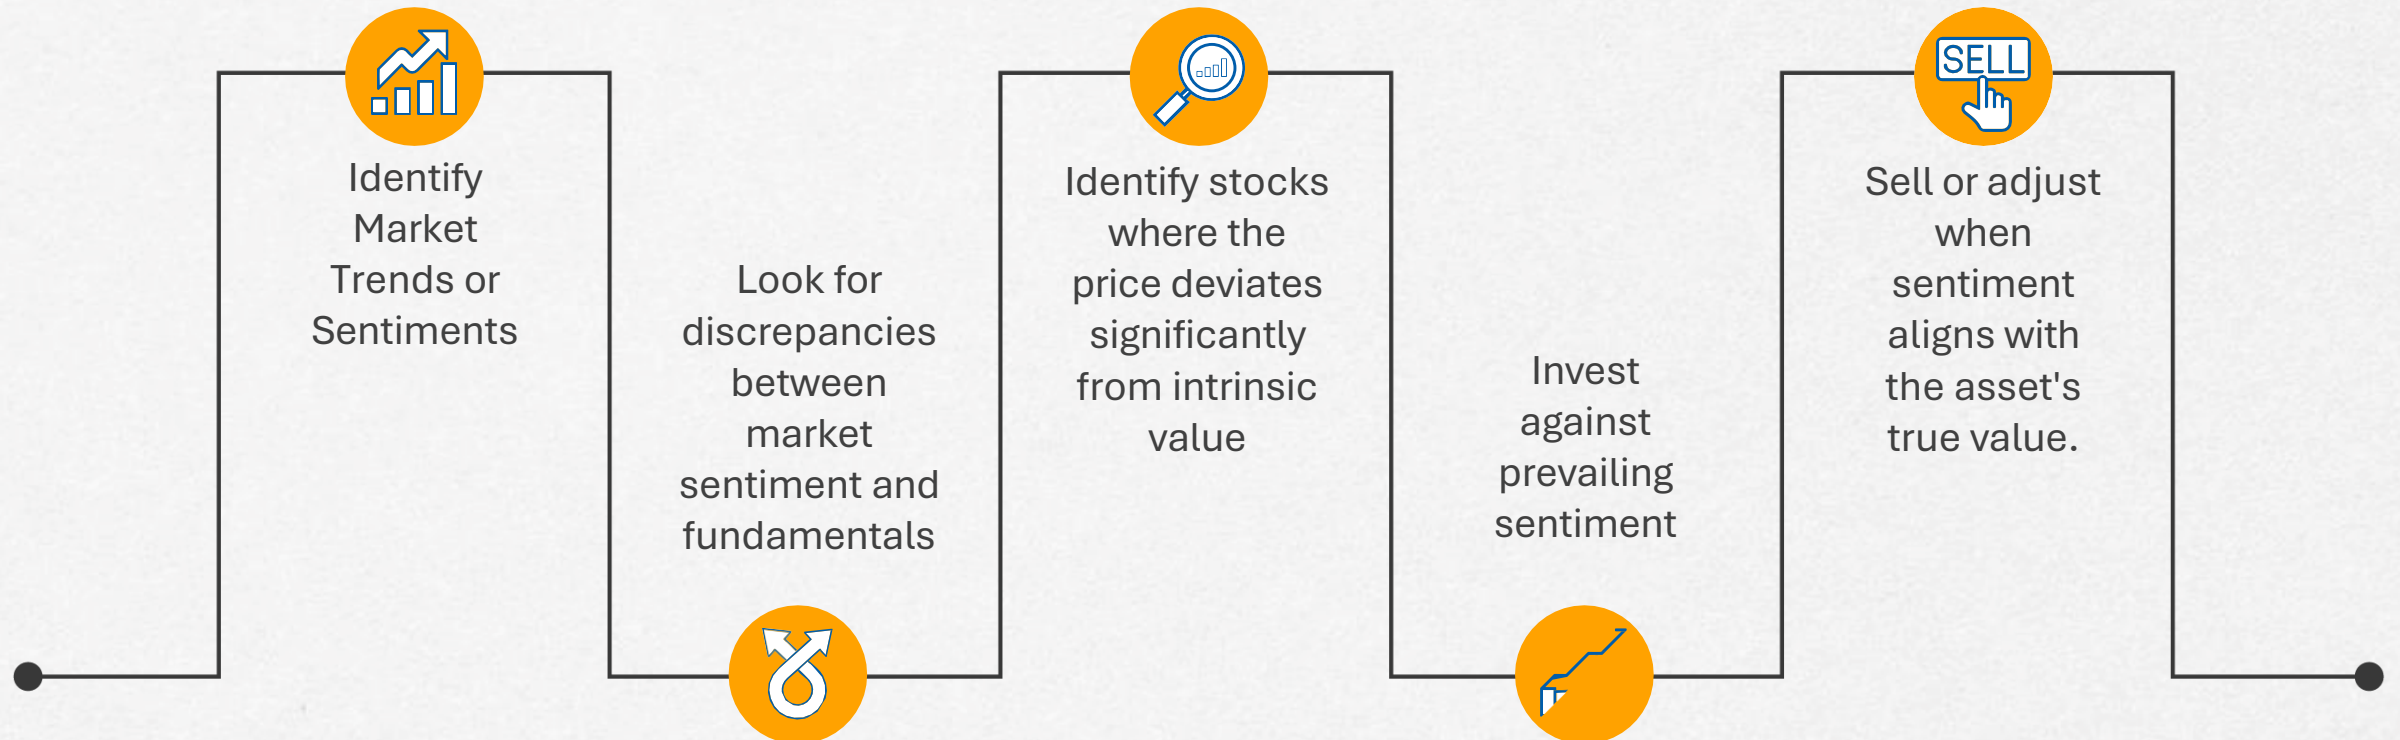 Identify
Market
Trends or
Sentiments
Look for
discrepancies
between
market
sentiment and
fundamentals
Identify stocks
where the
price deviates
significantly
from intrinsic
value
Invest
against
prevailing
sentiment
SELL
Sell or adjust
when
sentiment
aligns with
the asset's
true value.